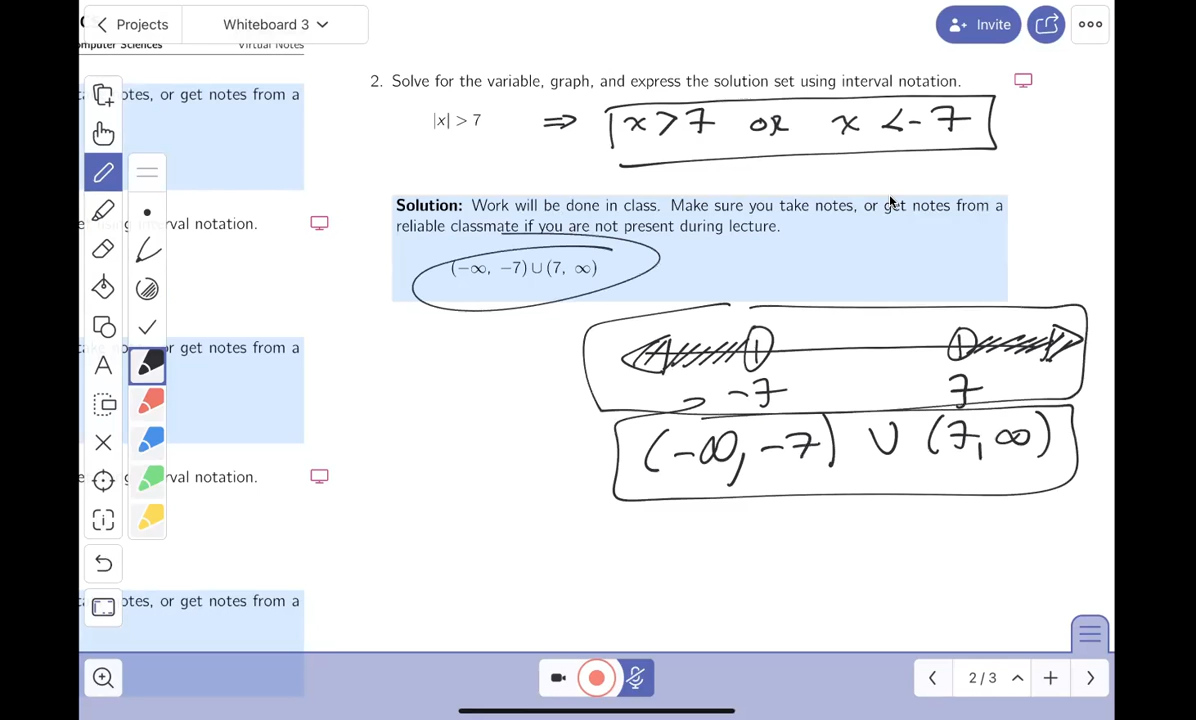 Projects
Whiteboard 3
Invite
omputer Sciences
Virtual Notes
otes, or get notes from a
rval notation.
or get notes from a
rval notation.
otes, or get notes from a
2. Solve for the variable, graph, and express the solution set using interval notation.
|x| > 7 ⇒ x > 7 or x < -7
Solution: Work will be done in class. Make sure you take notes, or get notes from a
reliable classmate if you are not present during lecture.
(−∞, −7) ∪ (7, ∞)
-7 7
(-∞, -7) ∪ (7, ∞)
2 / 3